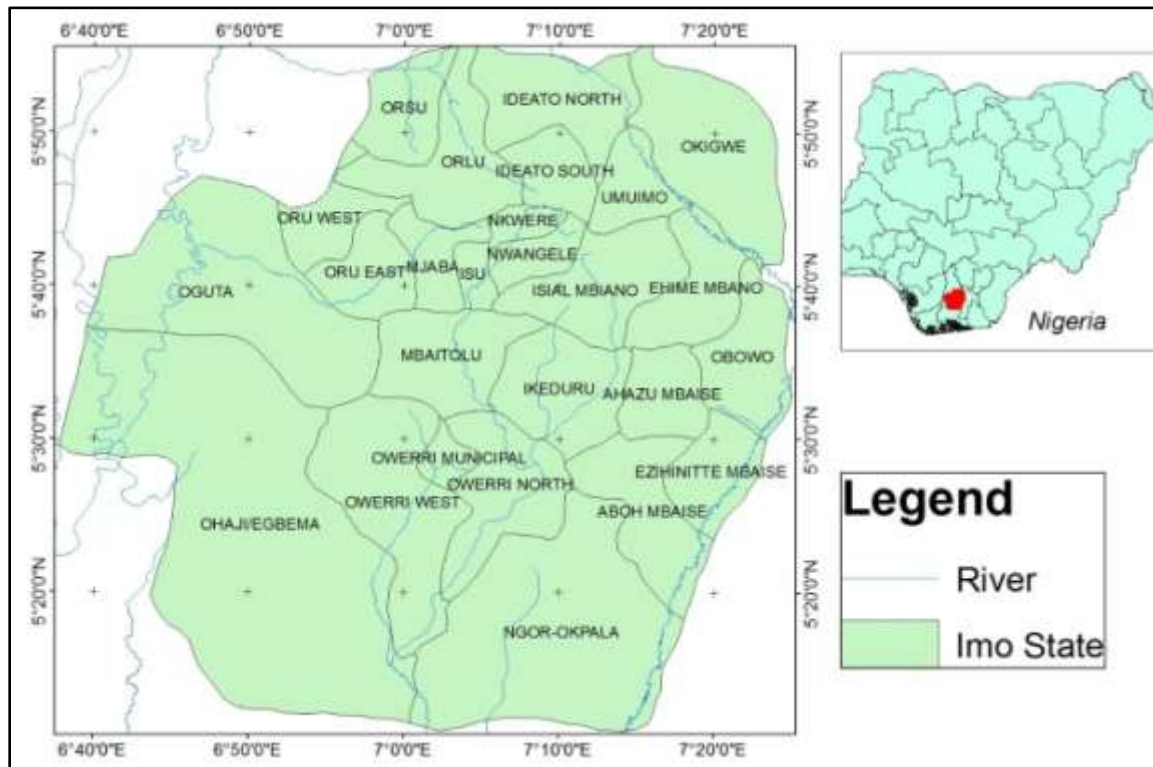 6°40'0"E 6°50'0"E 7°0'0"E 7°10'0"E 7°20'0"E
5°50'0"N
5°40'0"N
5°30'0"N
5°20'0"N
ORSU
IDEATO NORTH
OKIGWE
ORLU
IDEATO SOUTH
UMUIMO
ORU WEST
NKWERE
NWANGELE
ORU EAST
MJABA
ISU
OGUTA
ISIAL MBIANO
EHIME MBANO
MBAITOLU
OBOWO
IKEDURU
AHAZU MBAISE
OWERRI MUNICIPAL
EZIHINITTE MBAISE
OWERRI NORTH
OWERRI WEST
ABOH MBAISE
OHAJI/EGBEMA
NGOR-OKPALA
5°50'0"N
5°40'0"N
5°30'0"N
5°20'0"N
6°40'0"E 6°50'0"E 7°0'0"E 7°10'0"E 7°20'0"E
Nigeria
Legend
River
Imo State